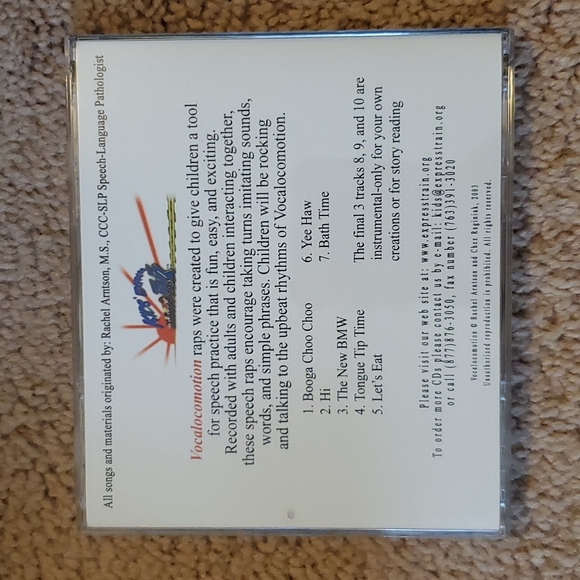 All songs and materials originated by: Rachel Arntson, M.S., CCC-SLP Speech-Language Pathologist
Vocalocomotion raps were created to give children a tool
for speech practice that is fun, easy, and exciting.
Recorded with adults and children interacting together,
these speech raps encourage taking turns imitating sounds,
words, and simple phrases. Children will be rocking
and talking to the upbeat rhythms of Vocalocomotion.
1. Booga Choo Choo
2. Hi
3. The New BMW
4. Tongue Tip Time
5. Let's Eat
6. Yee Haw
7. Bath Time
The final 3 tracks 8, 9, and 10 are
instrumental-only for your own
creations or for story reading
Please visit our web site at: www.expresstrain.org
To order more CDs please contact us by e-mail: kids@expresstrain.org
or call (877)876-3050, fax number (763)391-3020
Vocalocomotion © Rachel Arntson and Chez Raginiak, 2003
Unauthorized reproduction is prohibited. All rights reserved.